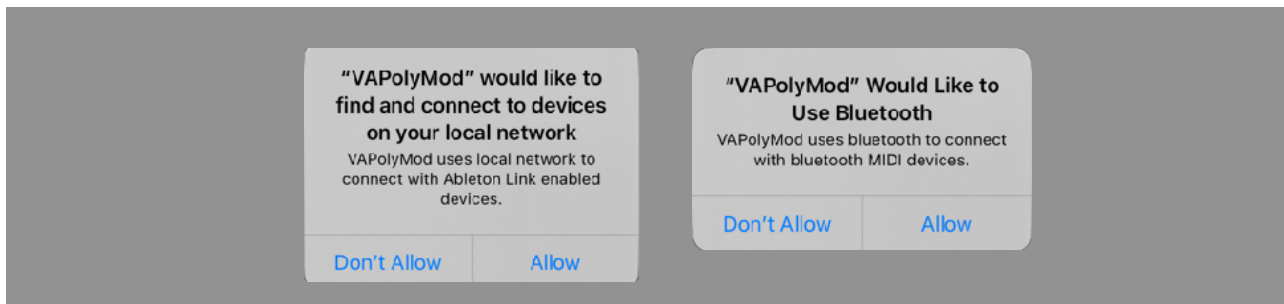 “VAPolyMod” would like to
find and connect to devices
on your local network
VAPolyMod uses local network to
connect with Ableton Link enabled
devices.
Don't Allow
Allow
“VAPolyMod” Would Like to
Use Bluetooth
VAPolyMod uses bluetooth to connect
with bluetooth MIDI devices.
Don't Allow
Allow